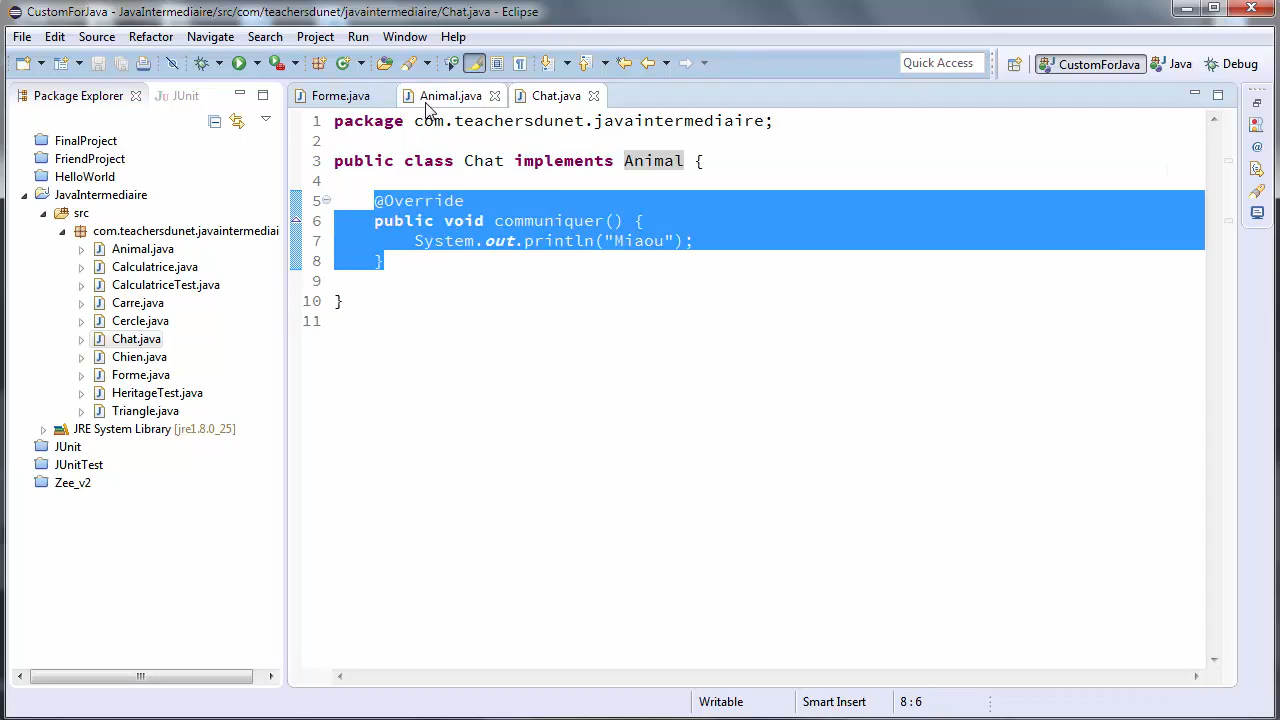 CustomForJava - JavaIntermediaire/src/com/teachersdunet/javaintermediaire/Chat.java - Eclipse
File Edit Source Refactor Navigate Search Project Run Window Help
Quick Access CustomForJava Java Debug
Package Explorer JUnit
Forme.java Animal.java Chat.java
FinalProject
FriendProject
HelloWorld
JavaIntermediaire
src
com.teachersdunet.javaintermediai
Animal.java
Calculatrice.java
CalculatriceTest.java
Carre.java
Cercle.java
Chat.java
Chien.java
Forme.java
HeritageTest.java
Triangle.java
JRE System Library [jre1.8.0_25]
JUnit
JUnitTest
Zee_v2
1 package com.teachersdunet.javaintermediaire;
2
3 public class Chat implements Animal {
4
5 @Override
6 public void communiquer() {
7 System.out.println("Miaou");
8 }
9
10 }
11
Writable Smart Insert 8 : 6